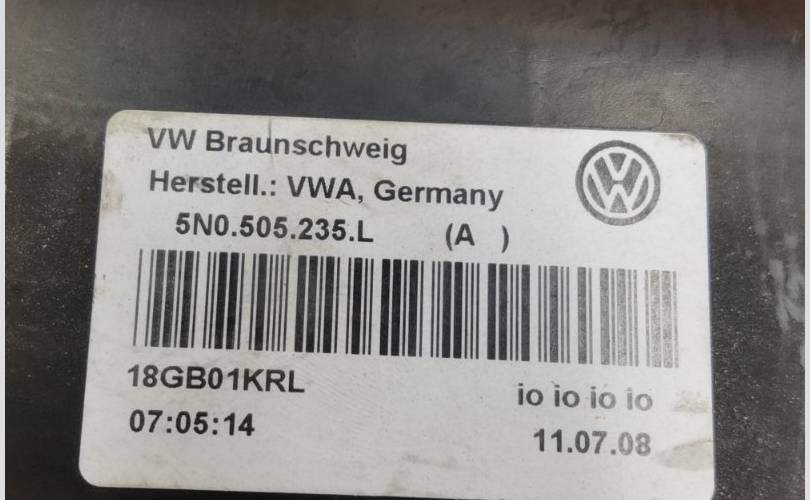 VW Braunschweig
Herstell.: VWA, Germany
5N0.505.235.L (A )
18GB01KRL io io io io
07:05:14 11.07.08